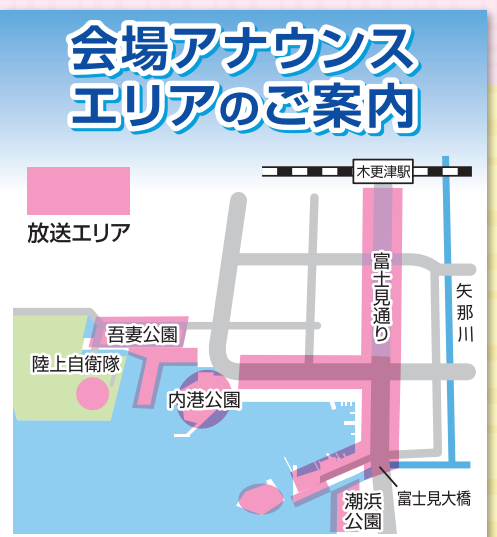 会場アナウンス
エリアのご案内
木更津駅
放送エリア
富士見通り
矢那川
吾妻公園
陸上自衛隊
内港公園
富士見大橋
潮浜
公園